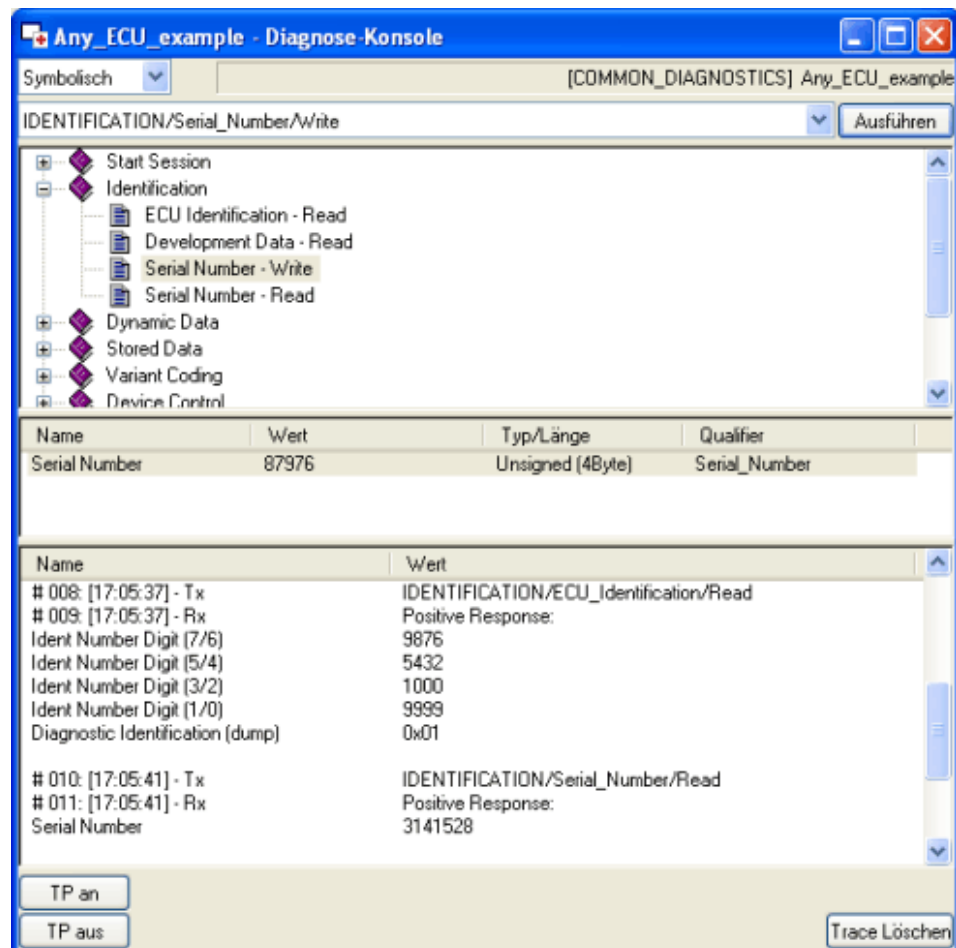 Any_ECU_example - Diagnose-Konsole
Symbolisch [COMMON_DIAGNOSTICS] Any_ECU_example
IDENTIFICATION/Serial_Number/Write Ausführen
Start Session
Identification
ECU Identification - Read
Development Data - Read
Serial Number - Write
Serial Number - Read
Dynamic Data
Stored Data
Variant Coding
Device Control
Name Wert Typ/Länge Qualifier
Serial Number 87976 Unsigned (4Byte) Serial_Number
Name Wert
# 008: [17:05:37] - Tx IDENTIFICATION/ECU_Identification/Read
# 009: [17:05:37] - Rx Positive Response:
Ident Number Digit (7/6) 9876
Ident Number Digit (5/4) 5432
Ident Number Digit (3/2) 1000
Ident Number Digit (1/0) 9999
Diagnostic Identification (dump) 0x01
# 010: [17:05:41] - Tx IDENTIFICATION/Serial_Number/Read
# 011: [17:05:41] - Rx Positive Response:
Serial Number 3141528
TP an
TP aus Trace Löschen